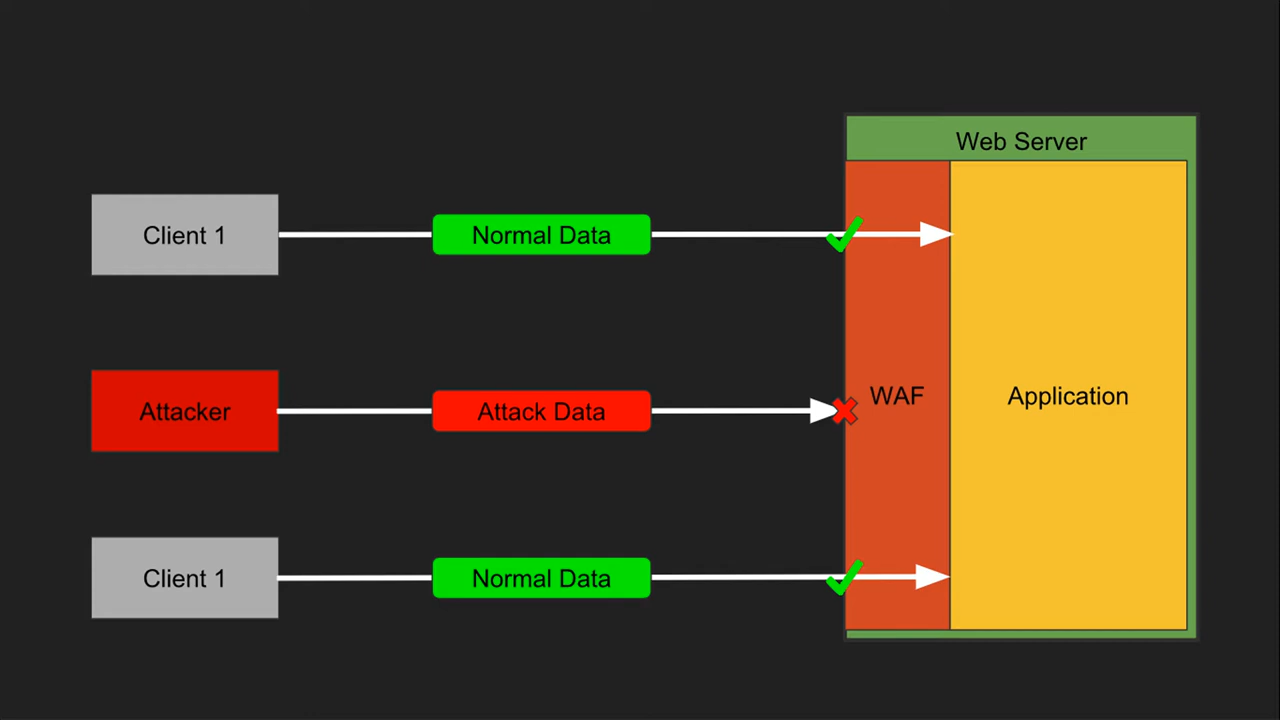 Web Server
Client 1
Normal Data
Attacker
Attack Data
WAF
Application
Client 1
Normal Data